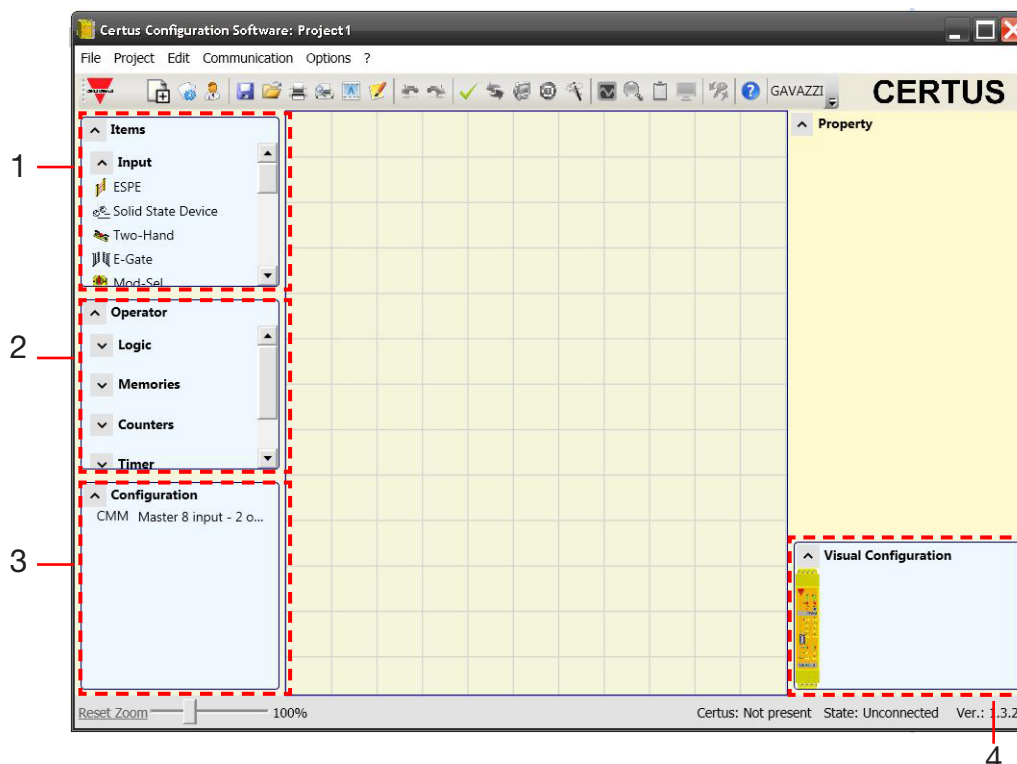 Certus Configuration Software: Project1
File Project Edit Communication Options ?
GAVAZZI
CERTUS
1
Items
Input
ESPE
Solid State Device
Two-Hand
E-Gate
Mod-Sel
2
Operator
Logic
Memories
Counters
Timer
3
Configuration
CMM Master 8 input - 2 o...
Property
Visual Configuration
Reset Zoom 100%
Certus: Not present State: Unconnected Ver.: 1.3.2
4